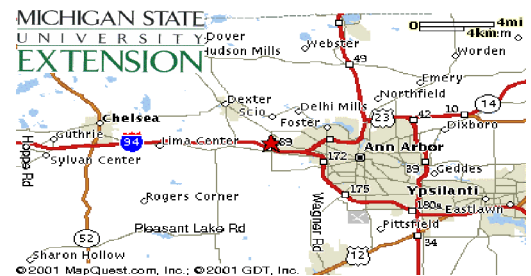 MICHIGAN STATE
UNIVERSITY
EXTENSION
Dover
Hudson Mills
Webster
0 4mi
4km:m
Worden
49
Emery
Northfield
Dexter
Scio
Delhi Mills
Foster
23
42
10
14
Dixboro
Chelsea
Guthrie
94
Lima Center
69
Ann Arbor
172
39
Geddes
Hoppe Rd
Sylvan Center
Rogers Corner
Wagner Rd
175
Ypsilanti
180a
Eastlawn
Pleasant Lake Rd
Pittsfield
52
12
34
Sharon Hollow
©2001 MapQuest.com, Inc.; ©2001 GDT, Inc.